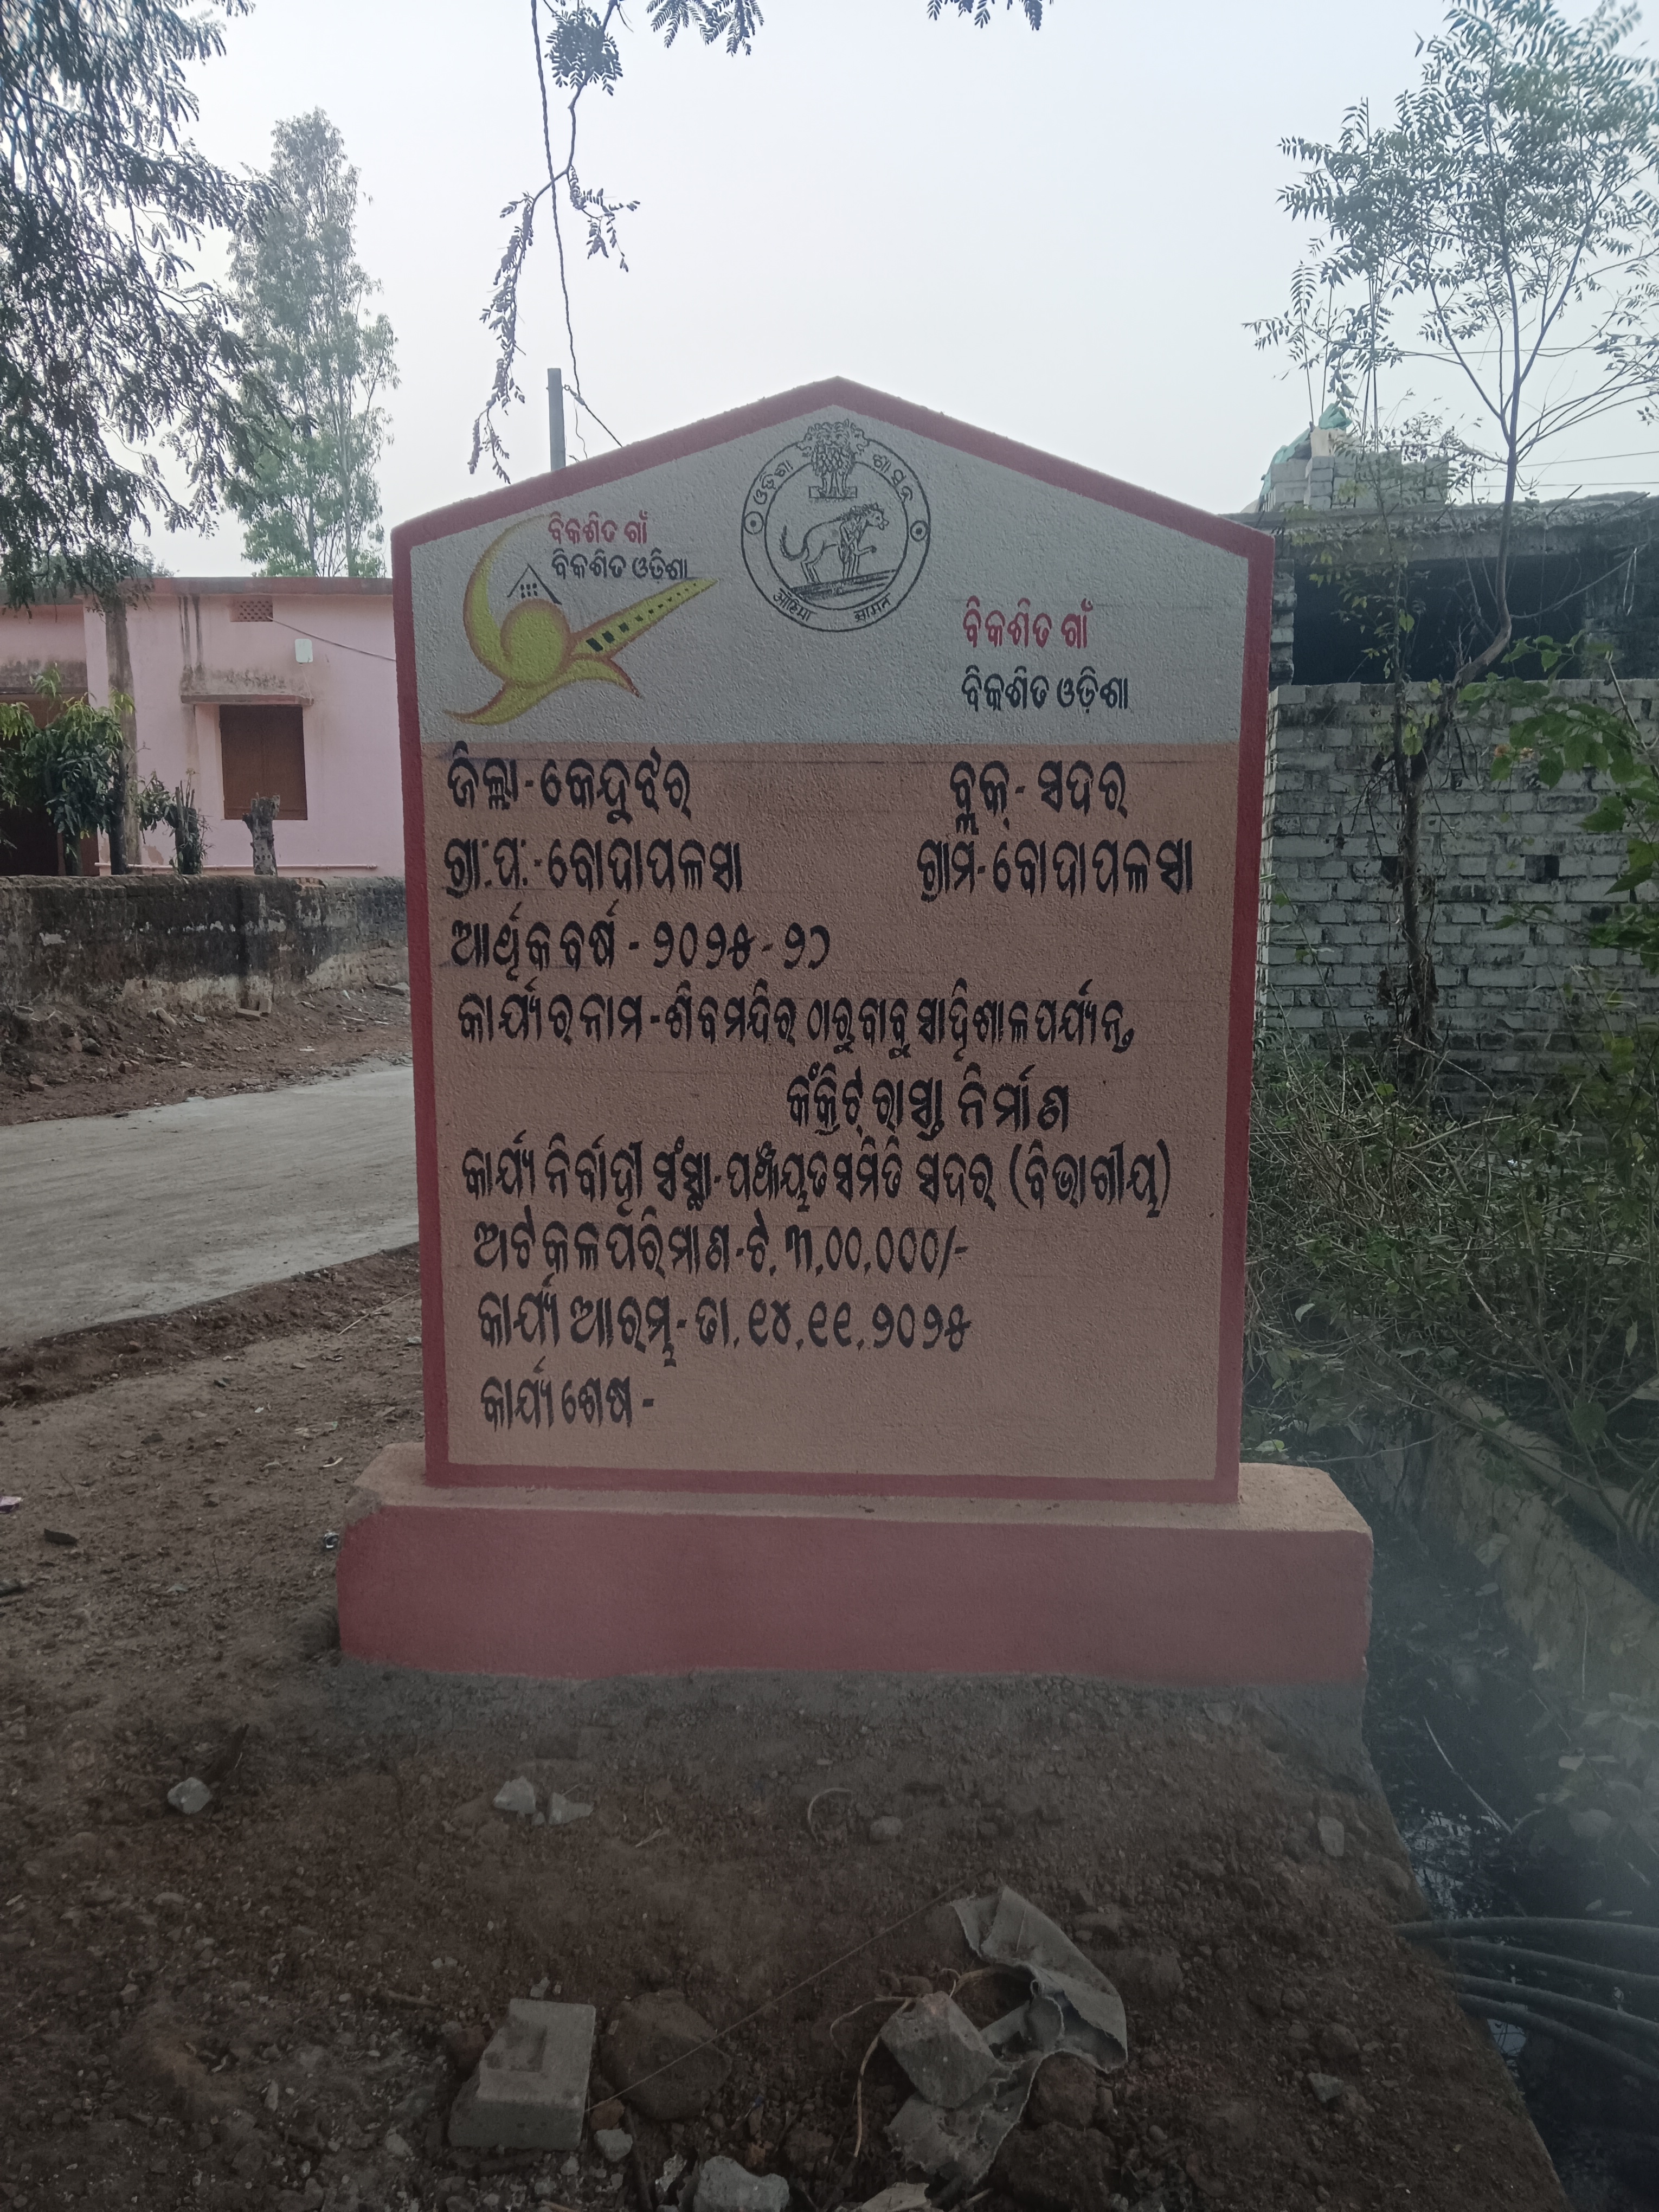 ଓଡ଼ିଶା ଶାସନ
ବିକଶିତ ଗାଁ
ବିକଶିତ ଓଡ଼ିଶା
ବିକଶିତ ଗାଁ
ବିକଶିତ ଓଡ଼ିଶା
ଜିଲ୍ଲା-କେନ୍ଦୁଝର୍ ବ୍ଲକ୍-ସଦର୍
ଗ୍ରା:ପ:-ବୋଦାପଳସା ଗ୍ରାମ-ବୋଦାପଳସା
ଆର୍ଥିକ ବର୍ଷ - ୨୦୨୫-୨୬
କାର୍ଯ୍ୟର ନାମ-ଶିବମନ୍ଦିର ଠାରୁ ବାବୁ ସାହି ଶାଳ ପର୍ଯ୍ୟନ୍ତ
କଂକ୍ରିଟ୍ ରାସ୍ତା ନିର୍ମାଣ
କାର୍ଯ୍ୟ ନିର୍ବାହୀ ସଂସ୍ଥା-ପଞ୍ଚାୟତ ସମିତି ସଦର୍ (ବିଭାଗୀୟ)
ଅଟକଳ ପରିମାଣ-ଟ.୩,୦୦,୦୦୦/-
କାର୍ଯ୍ୟ ଆରମ୍ଭ-ତା.୧୪.୧୧.୨୦୨୫
କାର୍ଯ୍ୟ ଶେଷ -